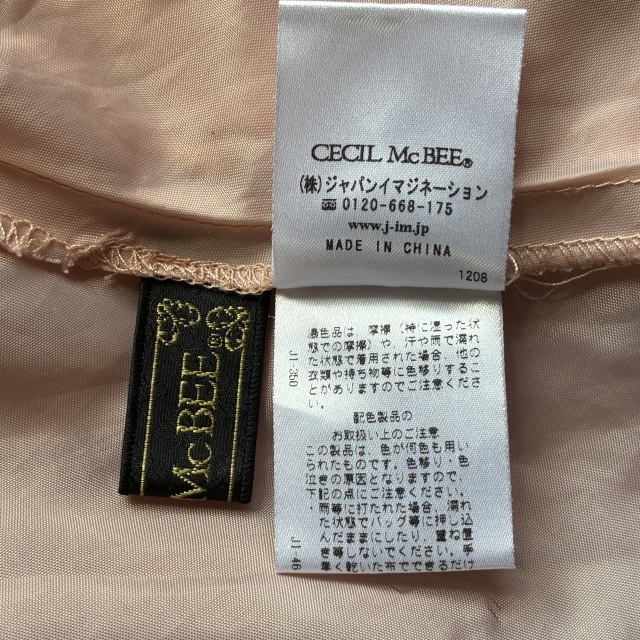 CECIL McBEE®
(株)ジャパンイマジネーション
0120-668-175
www.j-im.jp
MADE IN CHINA
1208
McBEE®
J1-350
濃色品は、摩擦(特に湿った状
態での摩擦)や、汗や雨で濡れ
た状態で着用された場合、他の
衣類や持ち物等に色移りするこ
とがありますのでご注意くださ
い。
配色製品の
お取扱い上のご注意
この製品は、色が何色も用い
られたものです。色移り・色
泣きの原因となりますので、
下記の点にご注意ください。
・雨等に打たれた場合、濡れ
た状態でバッグ等に押し込
んだままにしたり、重ね置
き等しないでください。手
早く乾いた布でできるだけ
J1-46